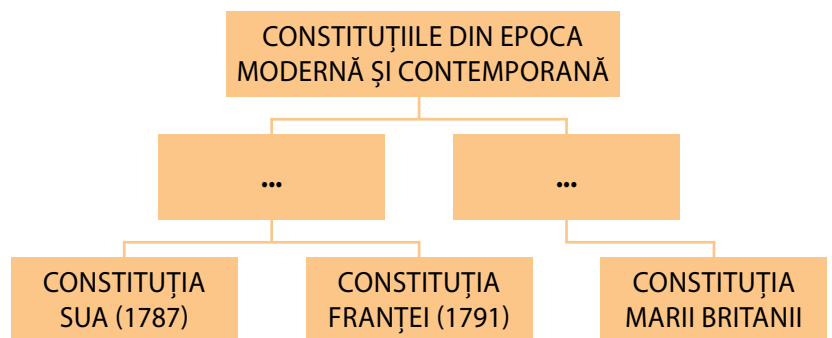 CONSTITUȚIILE DIN EPOCA
MODERNĂ ȘI CONTEMPORANĂ
...
...
CONSTITUȚIA
SUA (1787)
CONSTITUȚIA
FRANȚEI (1791)
CONSTITUȚIA
MARII BRITANII